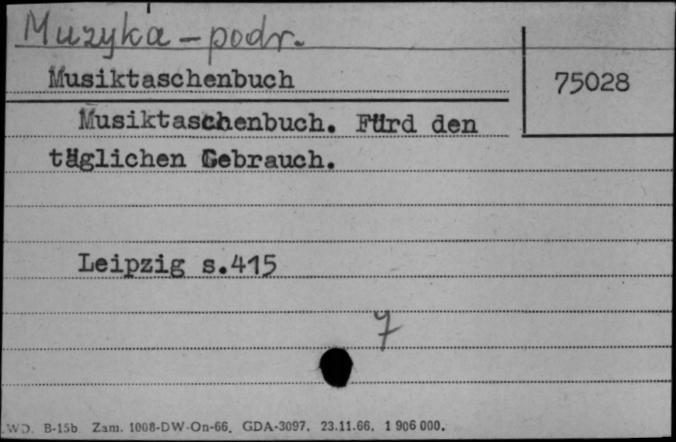 Muzyka – podr.
Musiktaschenbuch
75028
Musiktaschenbuch. Fürd den
täglichen Gebrauch.
Leipzig s.415
7
WD. B-15b Zam. 1008-DW-On-66. GDA-3097. 23.11.66. 1 906 000.